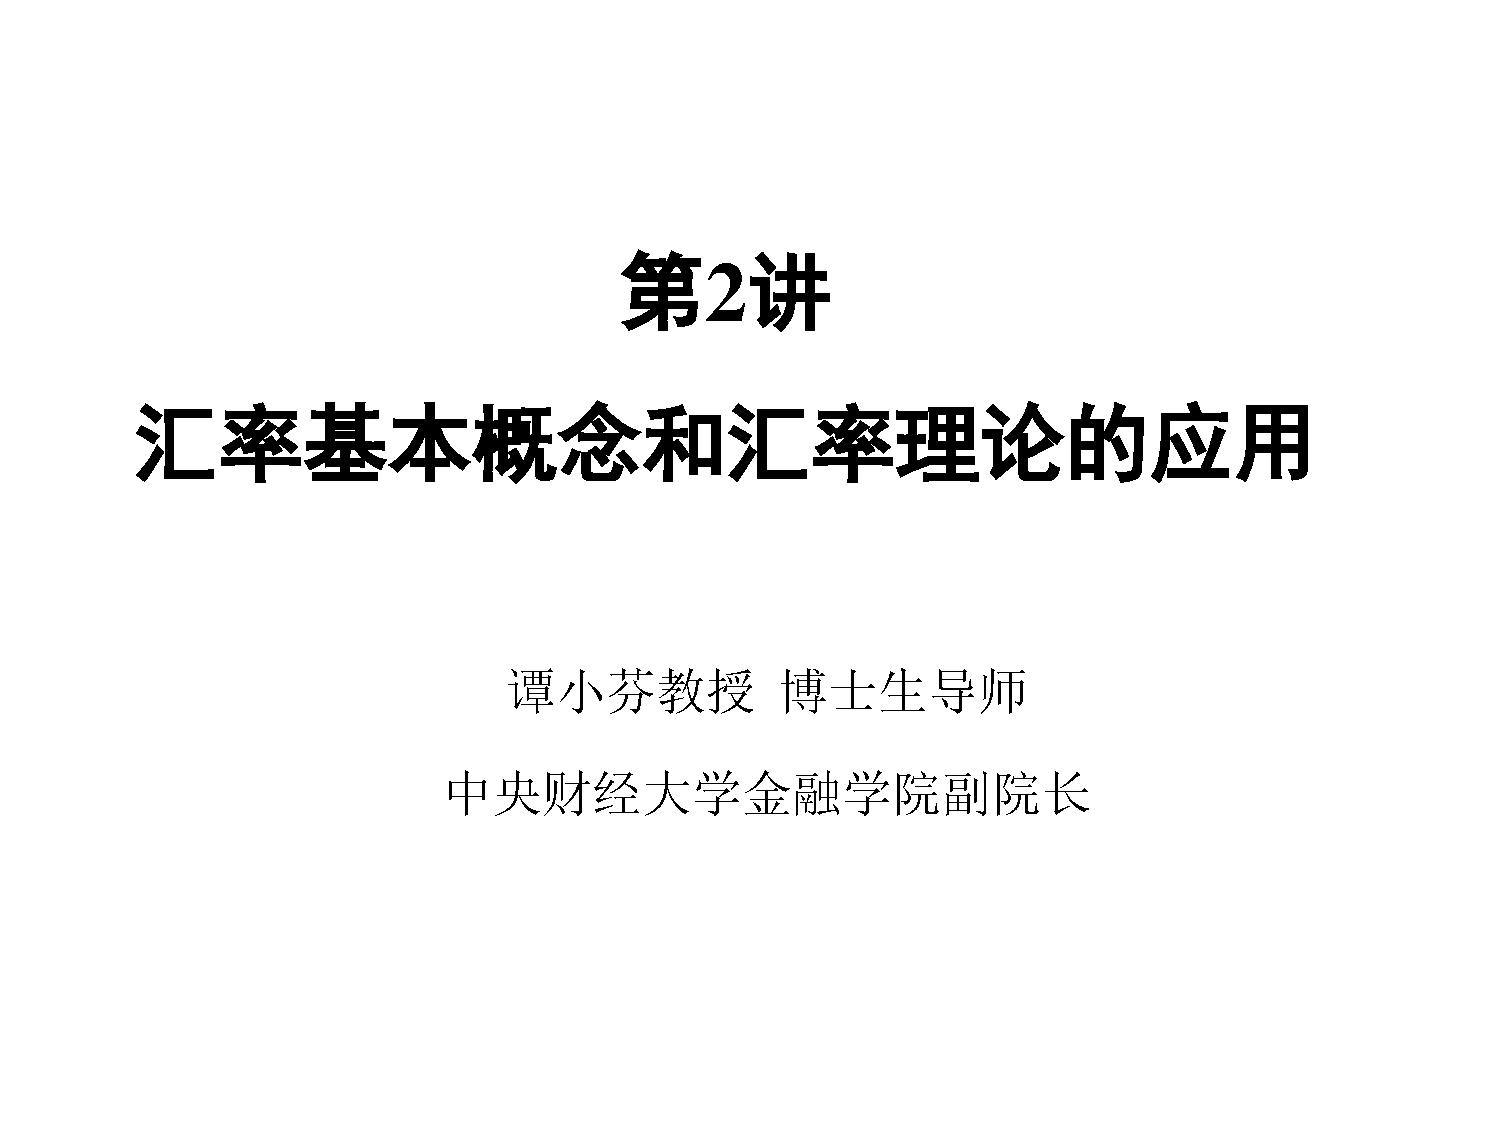 第2讲
汇率基本概念和汇率理论的应用
谭小芬教授 博士生导师
中央财经大学金融学院副院长